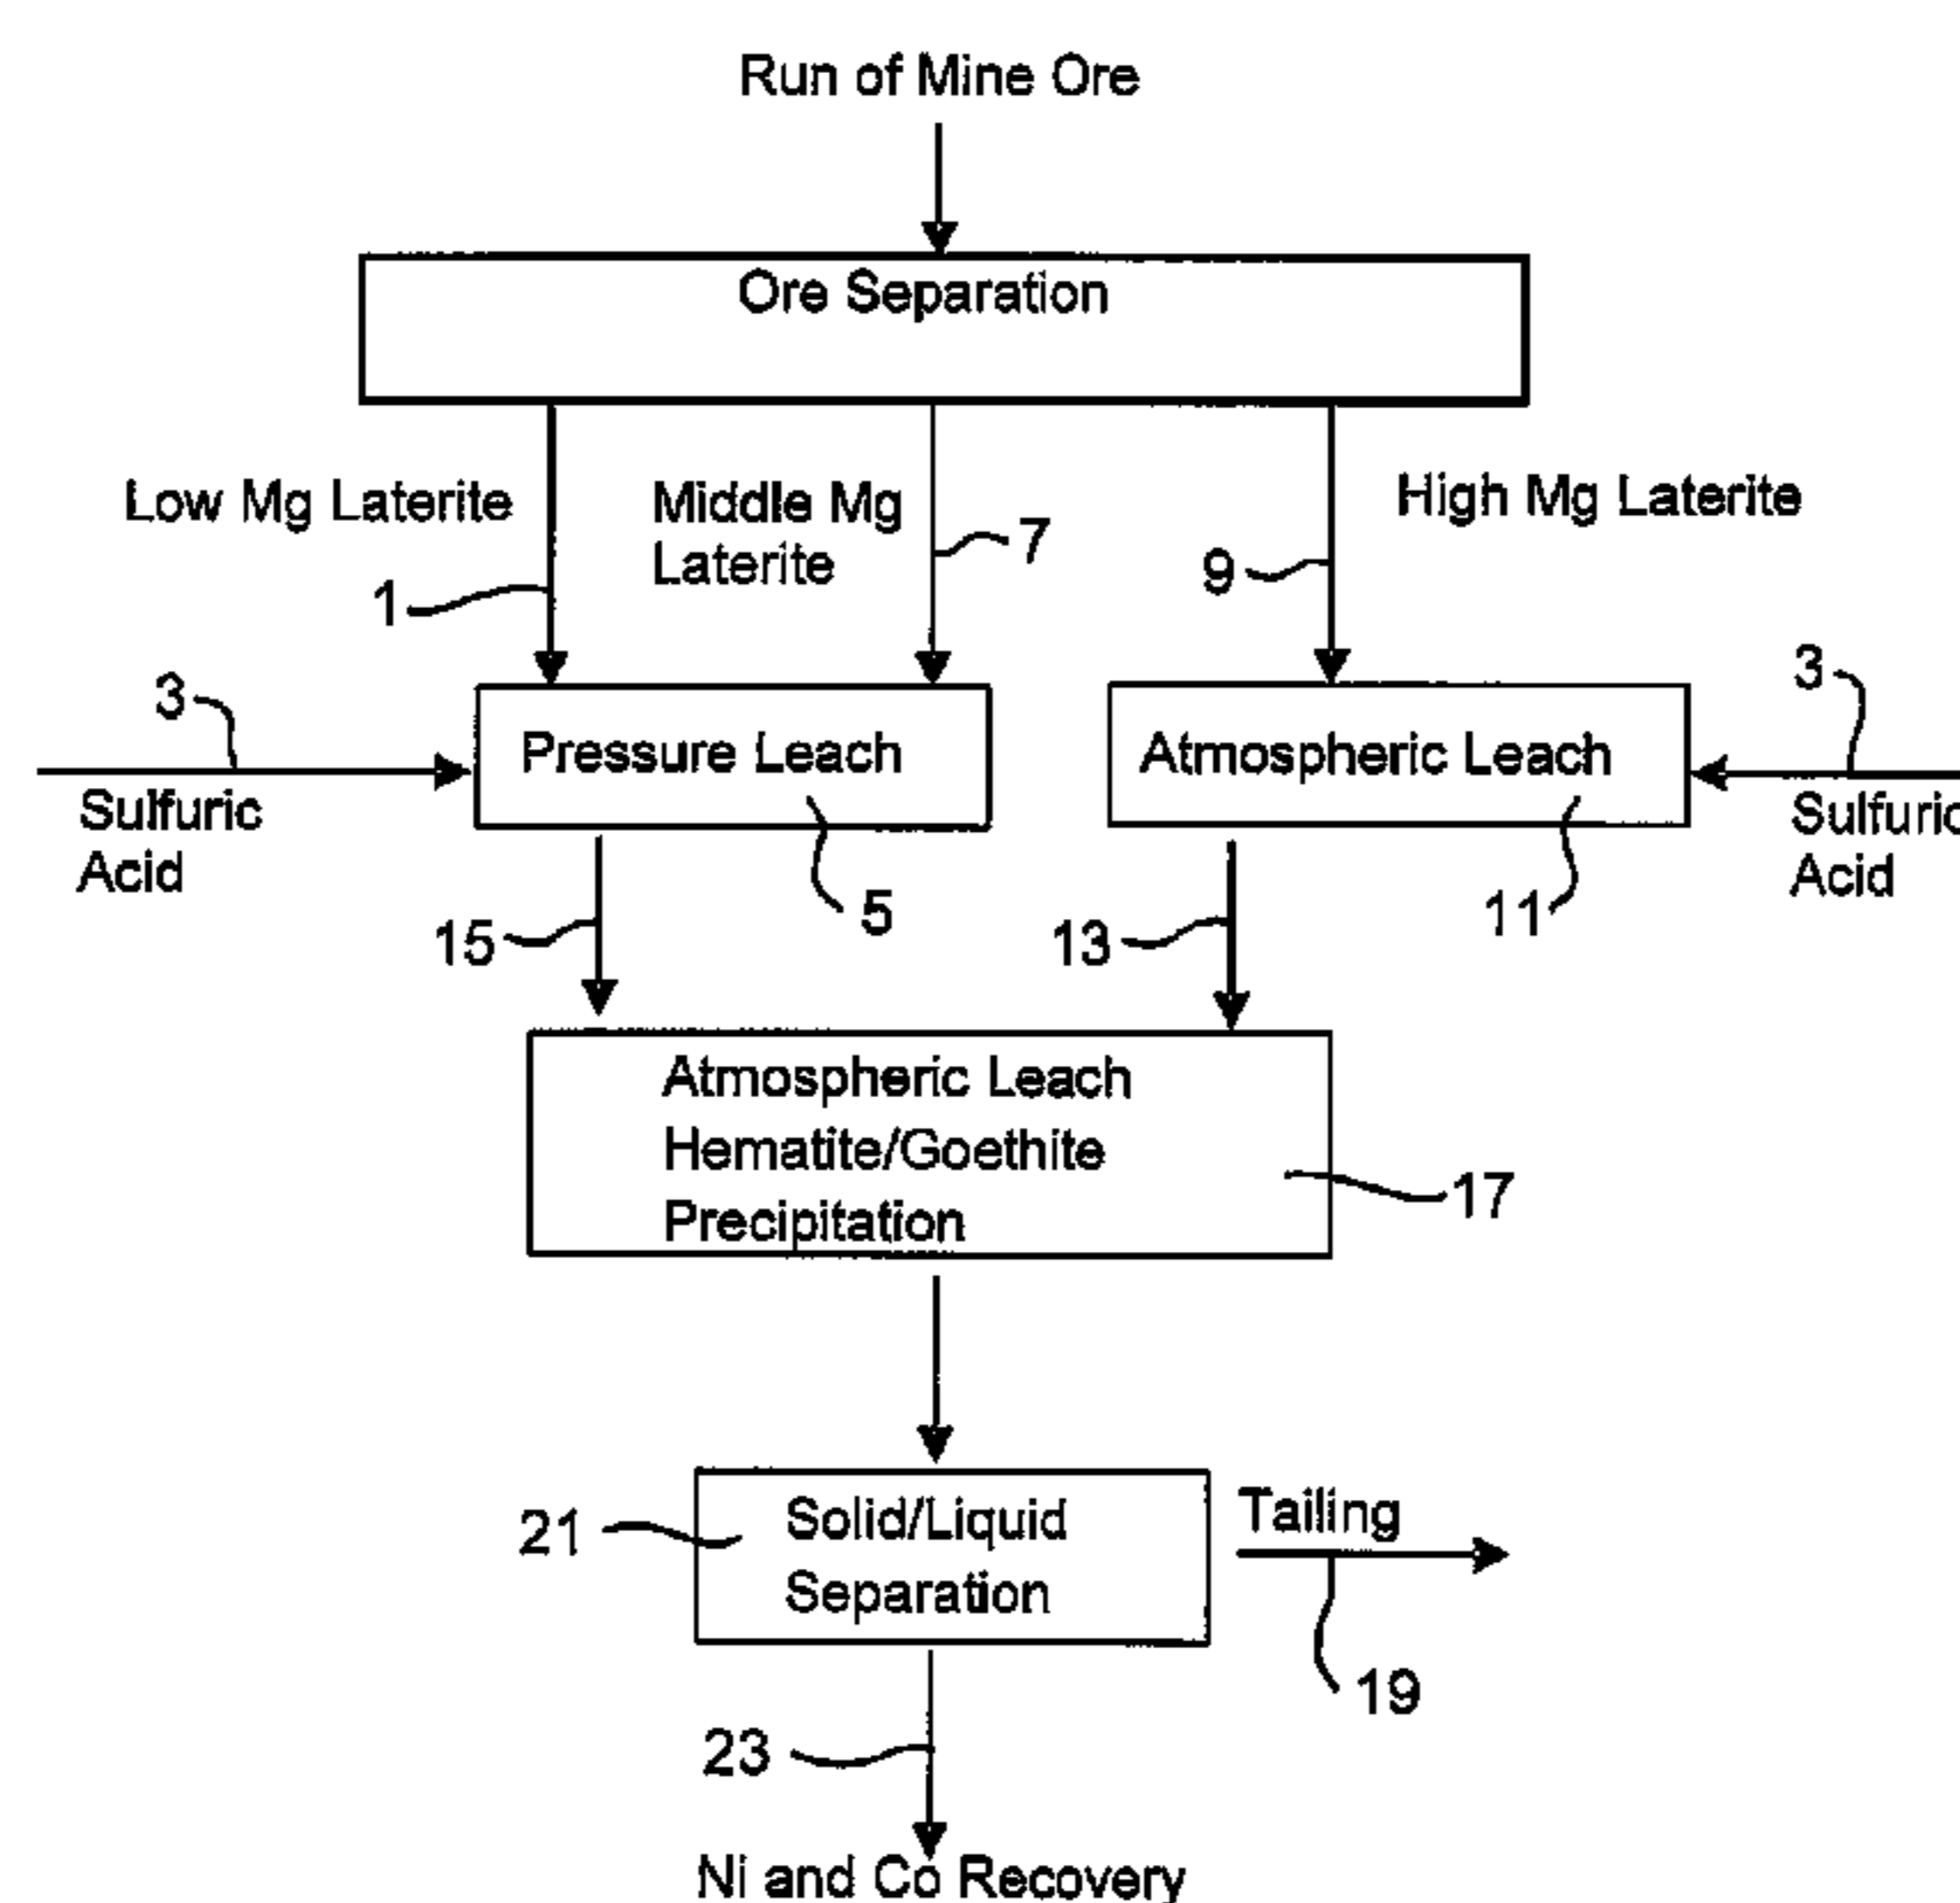 Run of Mine Ore
Ore Separation
Low Mg Laterite
Middle Mg
Laterite
7
High Mg Laterite
9
1
3
3
Pressure Leach
Atmospheric Leach
Sulfuric
Acid
Sulfuric
Acid
5
11
15
13
Atmospheric Leach
Hematite/Goethite
Precipitation
17
21
Solid/Liquid
Separation
Tailing
19
23
Ni and Co Recovery